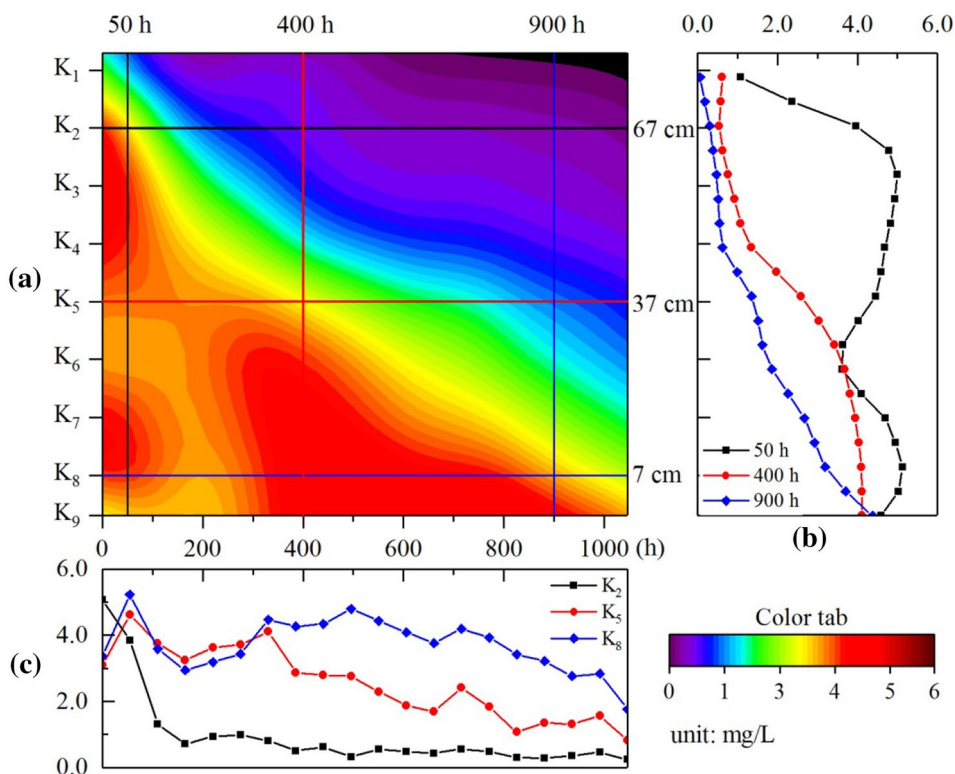 50 h 400 h 900 h
0.0 2.0 4.0 6.0
(a)
K1
K2
K3
K4
K5
K6
K7
K8
K9
67 cm
37 cm
7 cm
0 200 400 600 800 1000 (h)
50 h
400 h
900 h
(b)
6.0
4.0
2.0
0.0
(c)
K2
K5
K8
Color tab
0 1 2 3 4 5 6
unit: mg/L